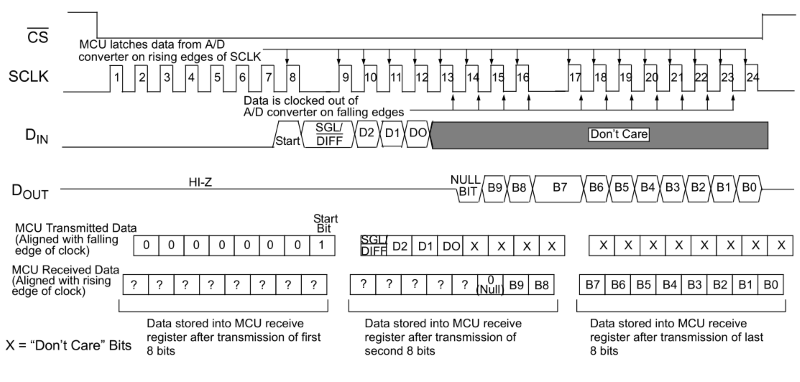 CS
MCU latches data from A/D
converter on rising edges of SCLK
SCLK
1 2 3 4 5 6 7 8 9 10 11 12 13 14 15 16 17 18 19 20 21 22 23 24
Data is clocked out of
A/D converter on falling edges
DIN
Start SGL/DIFF D2 D1 DO Don't Care
HI-Z
DOUT
NULL BIT B9 B8 B7 B6 B5 B4 B3 B2 B1 B0
MCU Transmitted Data
(Aligned with falling
edge of clock)
Start
Bit
0 0 0 0 0 0 0 1 SGL/DIFF D2 D1 DO X X X X X X X X X X X X
MCU Received Data
(Aligned with rising
edge of clock)
? ? ? ? ? ? ? ? ? ? ? ? ? 0 (Null) B9 B8 B7 B6 B5 B4 B3 B2 B1 B0
Data stored into MCU receive
register after transmission of first
8 bits
Data stored into MCU receive
register after transmission of
second 8 bits
Data stored into MCU receive
register after transmission of last
8 bits
X = “Don't Care” Bits